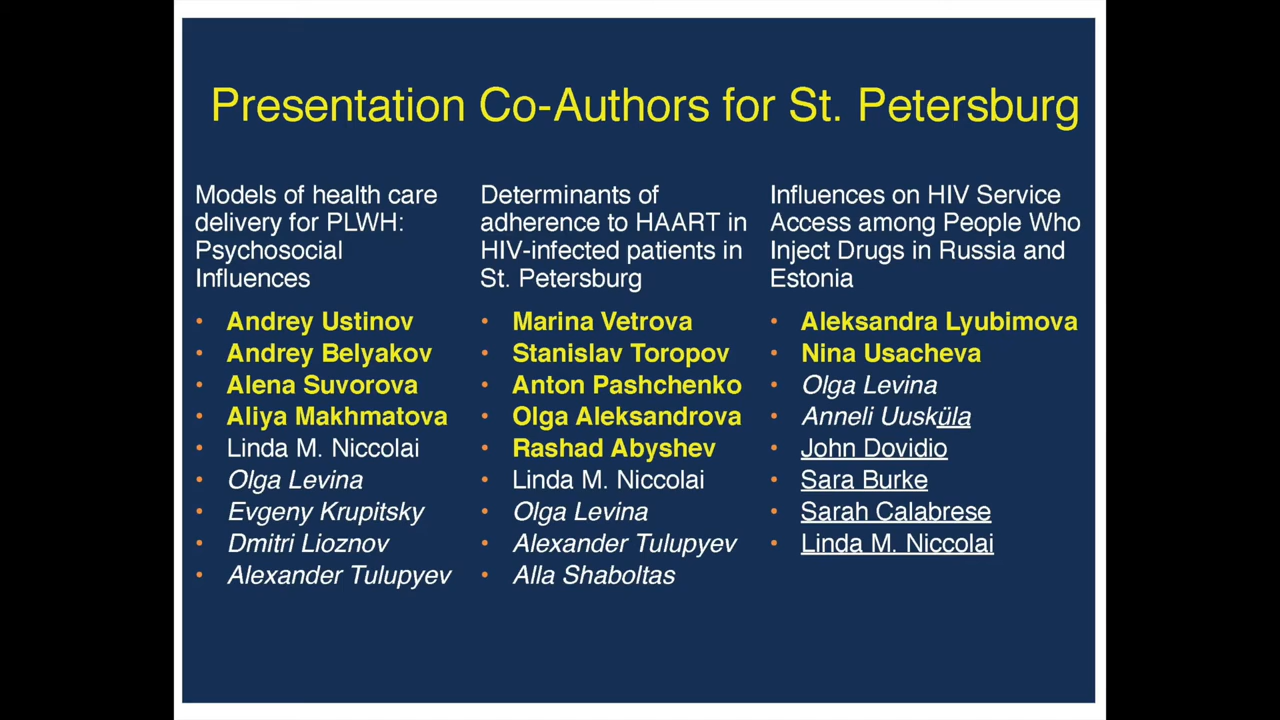 Presentation Co-Authors for St. Petersburg
Models of health care
delivery for PLWH:
Psychosocial
Influences
• Andrey Ustinov
• Andrey Belyakov
• Alena Suvorova
• Aliya Makhmatova
• Linda M. Niccolai
• Olga Levina
• Evgeny Krupitsky
• Dmitri Lioznov
• Alexander Tulupyev
Determinants of
adherence to HAART in
HIV-infected patients in
St. Petersburg
• Marina Vetrova
• Stanislav Toropov
• Anton Pashchenko
• Olga Aleksandrova
• Rashad Abyshev
• Linda M. Niccolai
• Olga Levina
• Alexander Tulupyev
• Alla Shaboltas
Influences on HIV Service
Access among People Who
Inject Drugs in Russia and
Estonia
• Aleksandra Lyubimova
• Nina Usacheva
• Olga Levina
• Anneli Uusküla
• John Dovidio
• Sara Burke
• Sarah Calabrese
• Linda M. Niccolai